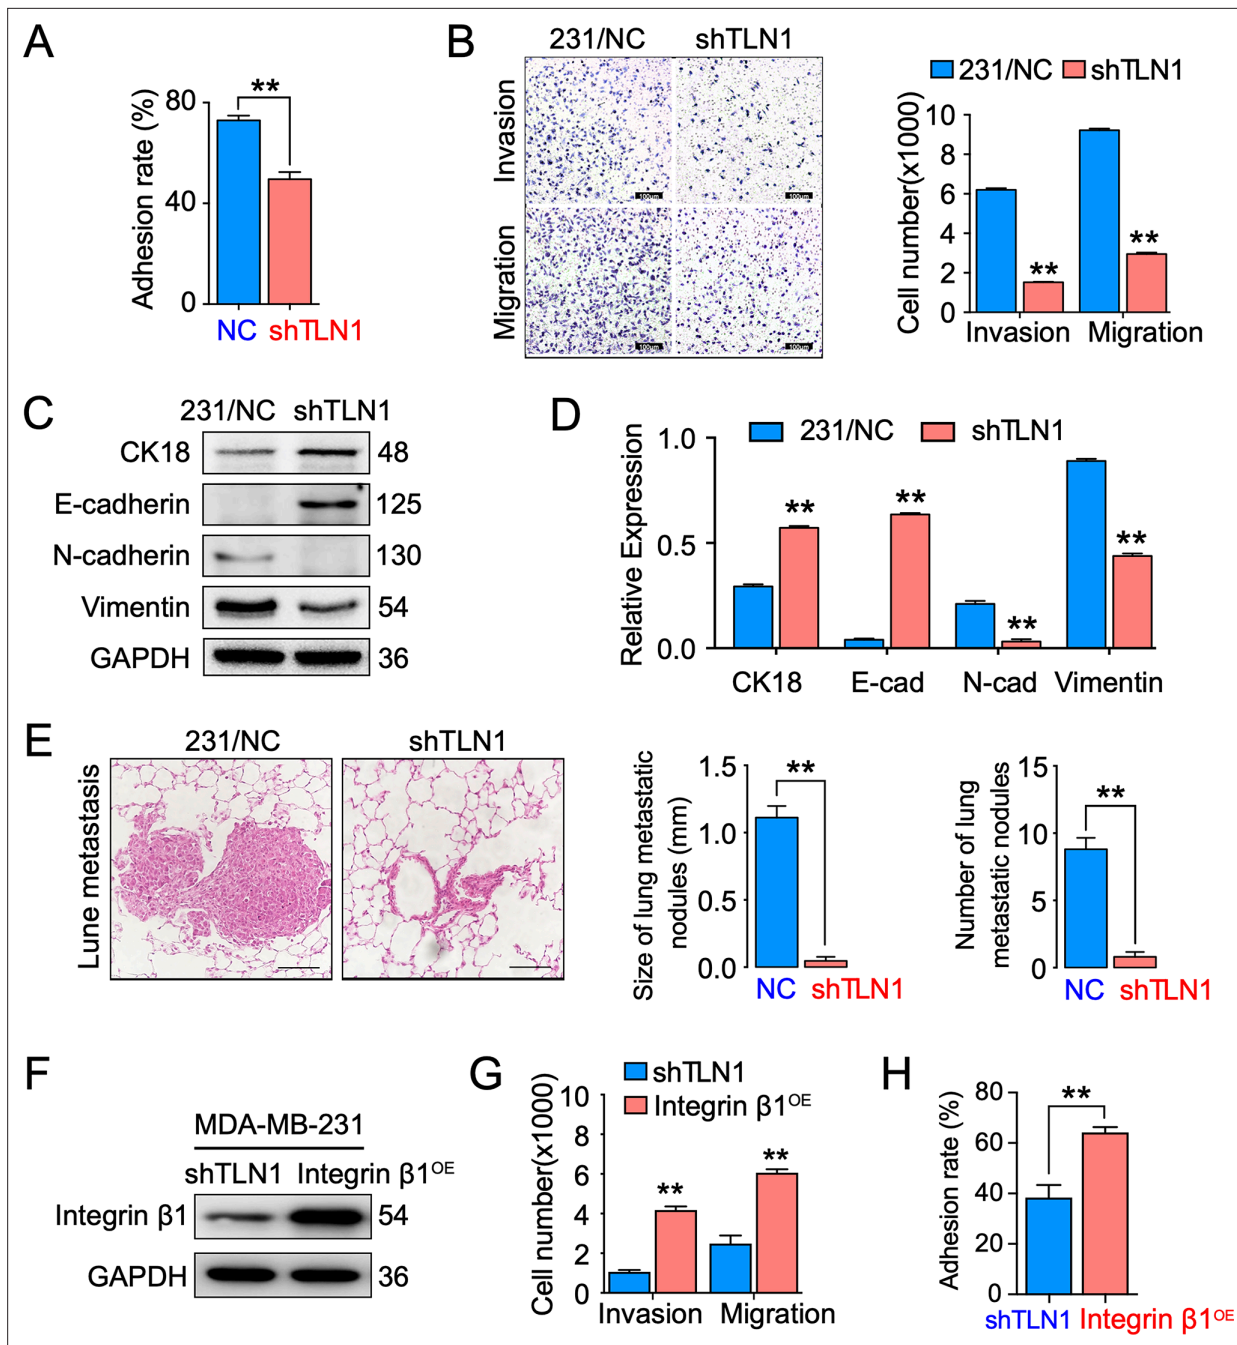 A
Adhesion rate (%)
80
40
0
**
NC shTLN1
B
231/NC shTLN1
Invasion
Migration
100um
100um
100um
100um
231/NC shTLN1
Cell number(x1000)
10
8
6
4
2
0
**
**
Invasion Migration
C
231/NC shTLN1
CK18 48
E-cadherin 125
N-cadherin 130
Vimentin 54
GAPDH 36
D
231/NC shTLN1
Relative Expression
1.0
0.5
0.0
**
**
**
**
CK18 E-cad N-cad Vimentin
E
231/NC shTLN1
Lune metastasis
Size of lung metastatic
nodules (mm)
1.5
1.0
0.5
0.0
**
NC shTLN1
Number of lung
metastatic nodules
15
10
5
0
**
NC shTLN1
F
MDA-MB-231
shTLN1 Integrin β1OE
Integrin β1 54
GAPDH 36
G
shTLN1
Integrin β1OE
Cell number(x1000)
10
8
6
4
2
0
**
**
Invasion Migration
H
Adhesion rate (%)
80
60
40
20
0
**
shTLN1 Integrin β1OE